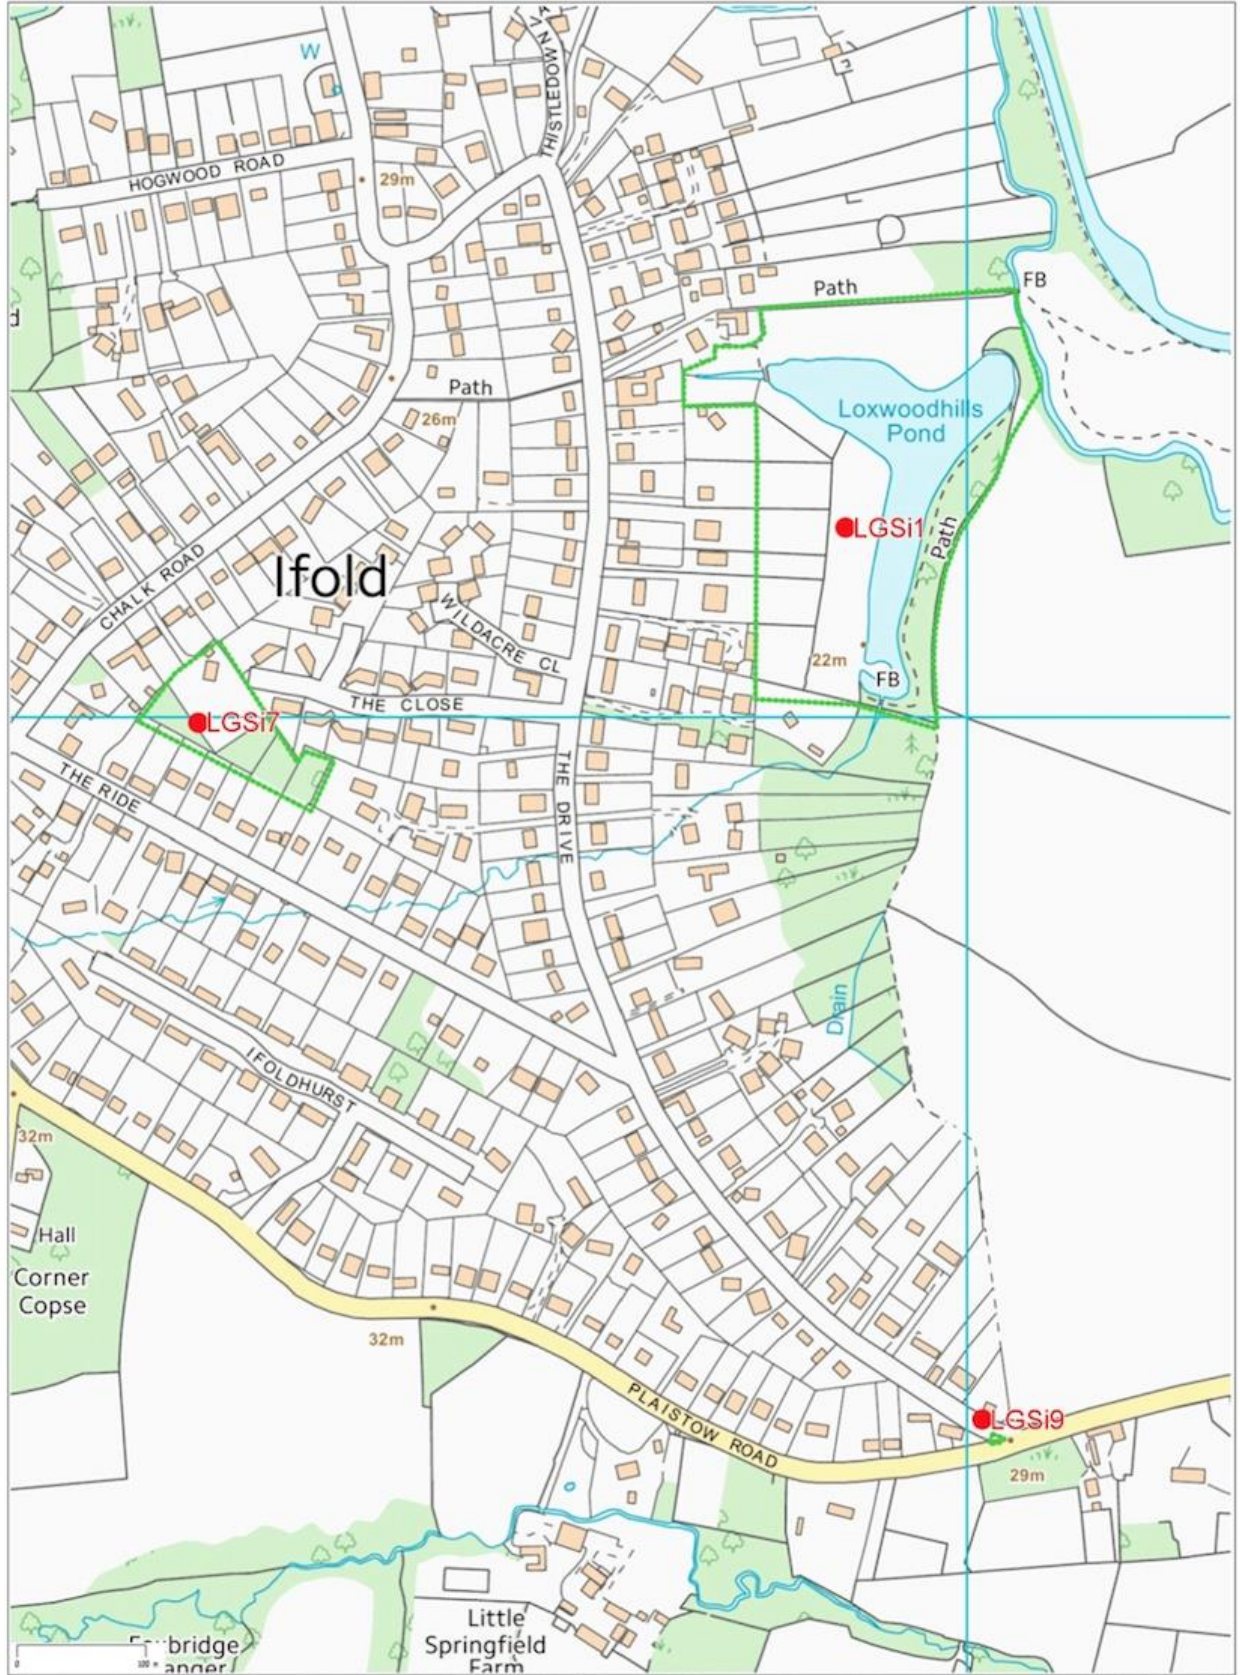 W
THISTLEDOWN VA
HOGWOOD ROAD
29m
FB
Path
d
Path
26m
Loxwoodhills
Pond
LGSi1
Path
CHALK ROAD
Ifold
WILDACRE CL
22m
FB
THE CLOSE
LGSi7
THE RIDE
THE DRIVE
Drain
IFOLDHURST
32m
Hall
Corner
Copse
32m
PLAISTOW ROAD
LGSi9
29m
Little
Springfield
Farm